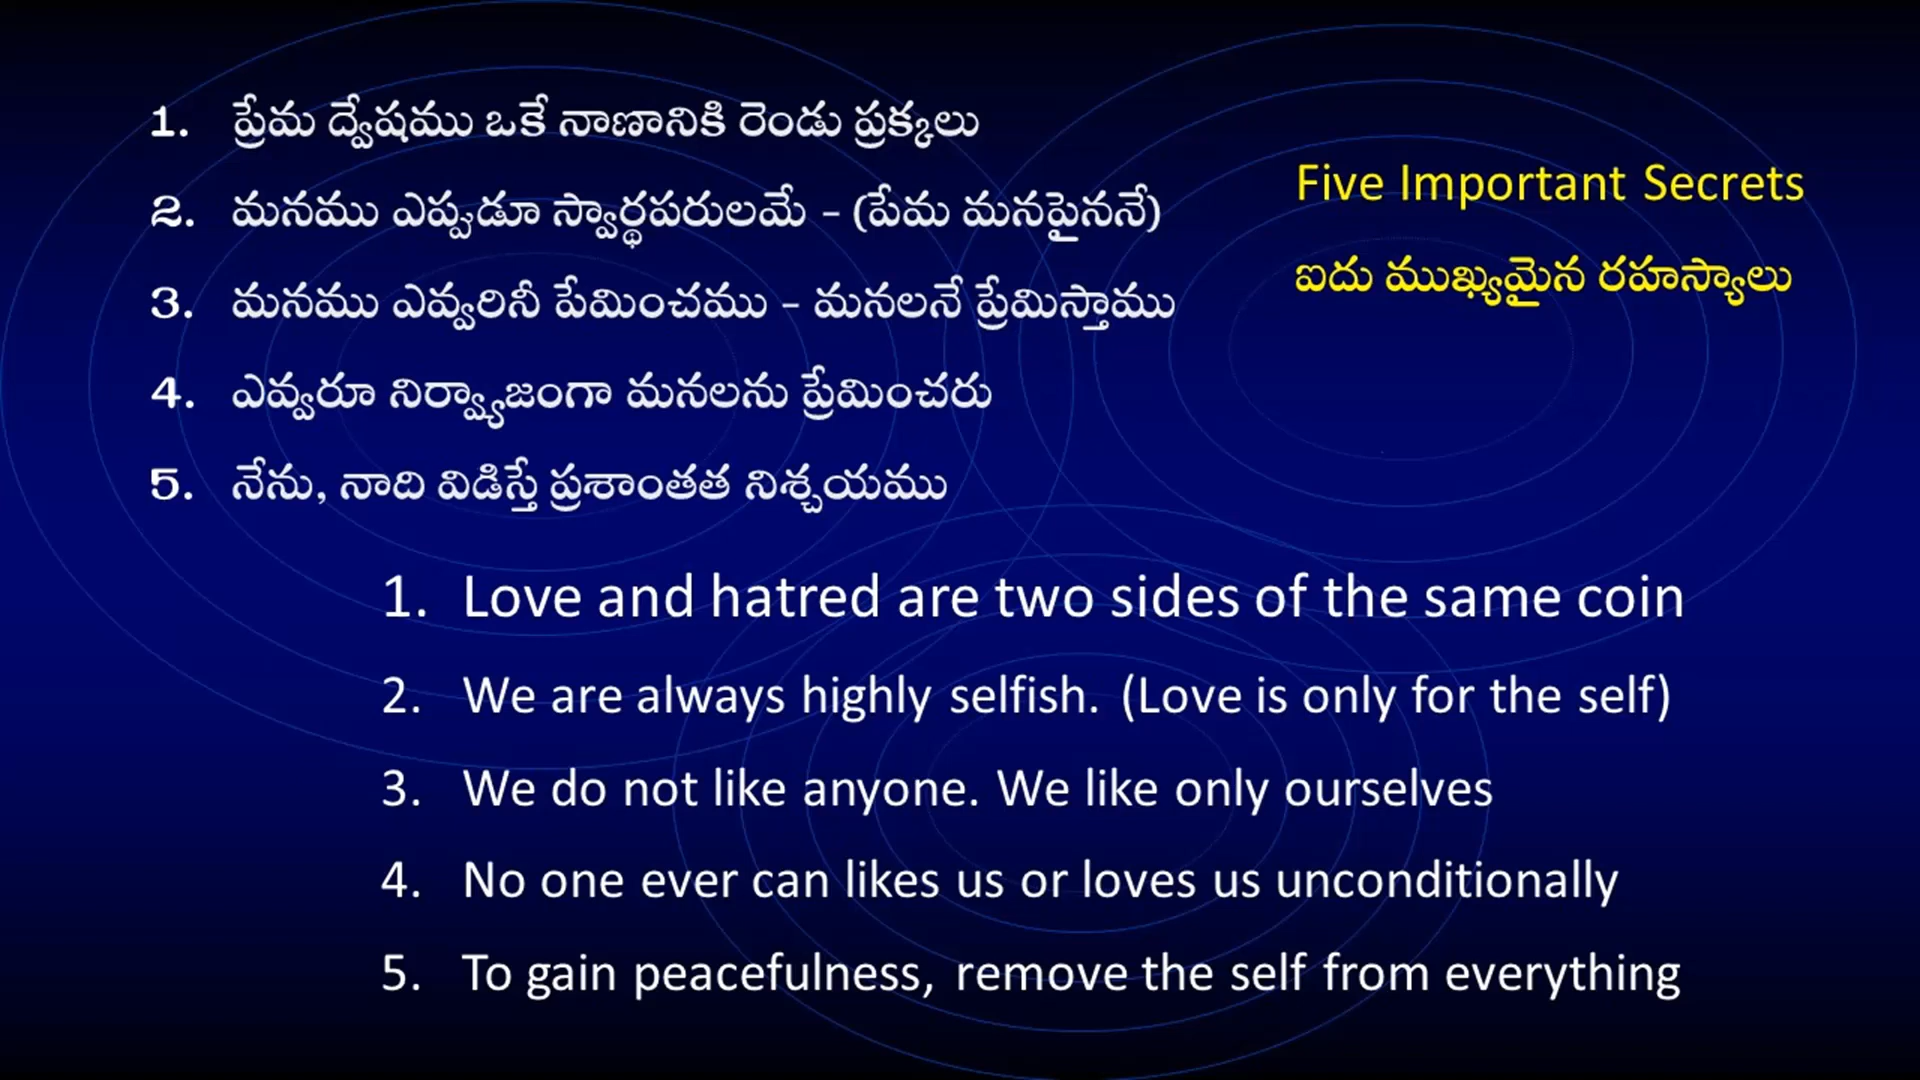 1. ప్రేమ ద్వేషము ఒకే నాణానికి రెండు ప్రక్కలు
2. మనము ఎప్పుడూ స్వార్థపరులమే - (పేమ మనపైననే)
3. మనము ఎవ్వరినీ పేమించము - మనలనే ప్రేమిస్తాము
4. ఎవ్వరూ నిర్వ్యాజంగా మనలను ప్రేమించరు
5. నేను, నాది విడిస్తే ప్రశాంతత నిశ్చయము
Five Important Secrets
ఐదు ముఖ్యమైన రహస్యాలు
1. Love and hatred are two sides of the same coin
2. We are always highly selfish. (Love is only for the self)
3. We do not like anyone. We like only ourselves
4. No one ever can likes us or loves us unconditionally
5. To gain peacefulness, remove the self from everything